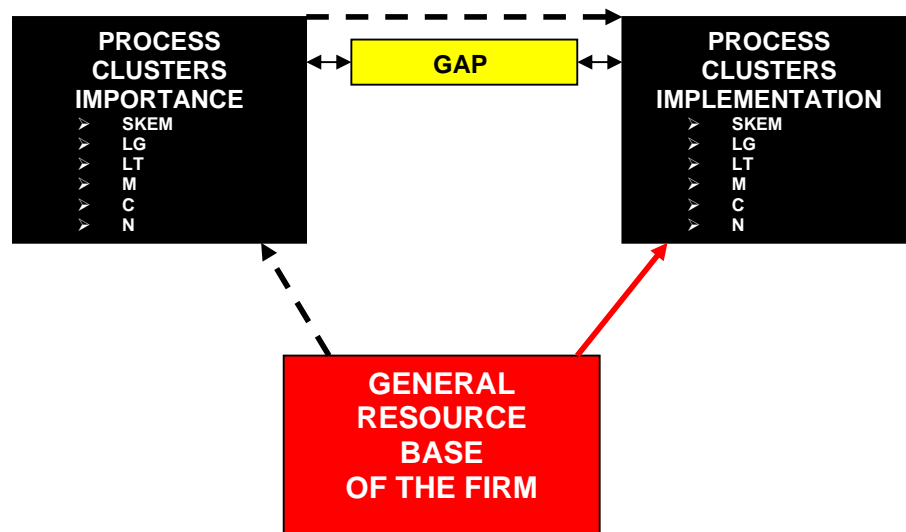 PROCESS
CLUSTERS
IMPORTANCE
➢ SKEM
➢ LG
➢ LT
➢ M
➢ C
➢ N
GAP
PROCESS
CLUSTERS
IMPLEMENTATION
➢ SKEM
➢ LG
➢ LT
➢ M
➢ C
➢ N
GENERAL
RESOURCE
BASE
OF THE FIRM